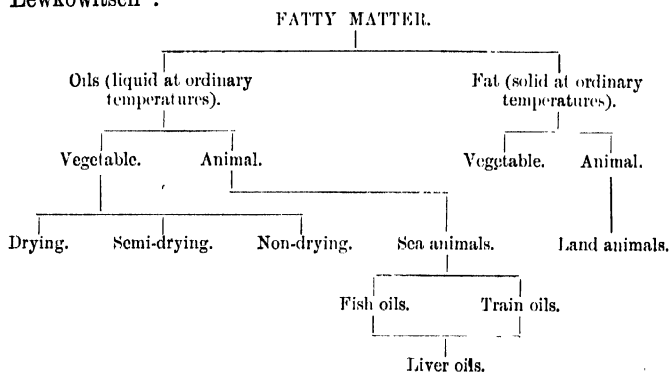 Lewkowitsch :
FATTY MATTER.
Oils (liquid at ordinary
temperatures).
Fat (solid at ordinary
temperatures).
Vegetable. Animal.
Vegetable. Animal.
Drying. Semi-drying. Non-drying. Sea animals. Land animals.
Fish oils. Train oils.
Liver oils.